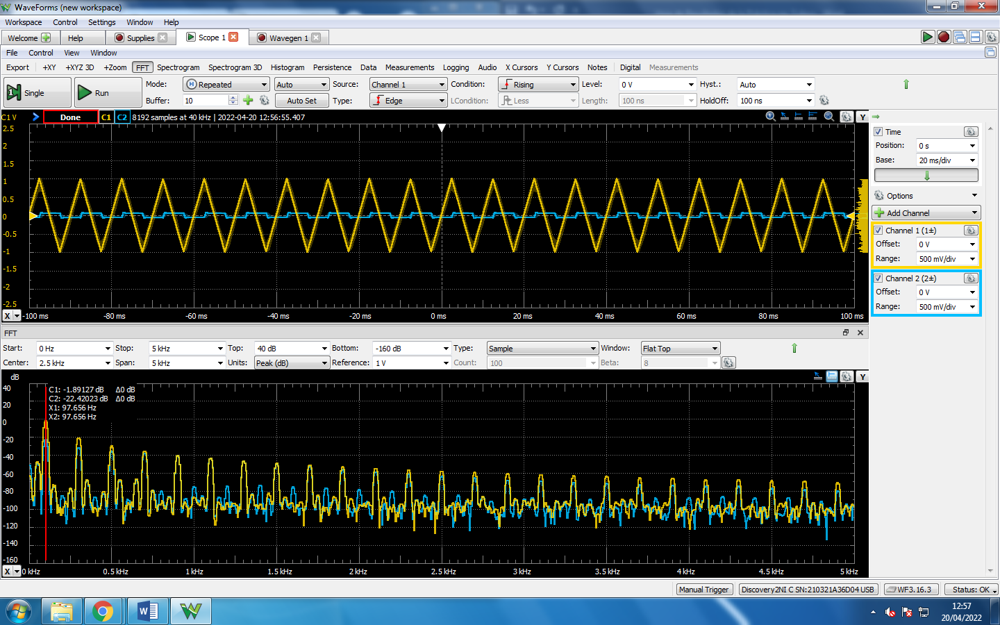 WaveForms (new workspace)
Workspace Control Settings Window Help
Welcome Help Supplies Scope 1 Wavegen 1
File Control View Window
Export +XY +XYZ 3D +Zoom FFT Spectrogram Spectrogram 3D Histogram Persistence Data Measurements Logging Audio X Cursors Y Cursors Notes Digital Measurements
Single Run Mode: Repeated Auto Source: Channel 1 Condition: Rising Level: 0 V Hyst.: Auto
Buffer: 10 Auto Set Type: Edge LCondition: Less Length: 100 ns HoldOff: 100 ns
C1 V Done C1 C2 8192 samples at 40 kHz | 2022-04-20 12:56:55.407 Y
2.5
2
1.5
1
0.5
0
-0.5
-1
-1.5
-2
-2.5
X -100 ms -80 ms -60 ms -40 ms -20 ms 0 ms 20 ms 40 ms 60 ms 80 ms 100 ms
Time
Position: 0 s
Base: 20 ms/div
Options
Add Channel
Channel 1 (1±)
Offset: 0 V
Range: 500 mV/div
Channel 2 (2±)
Offset: 0 V
Range: 500 mV/div
FFT
Start: 0 Hz Stop: 5 kHz Top: 40 dB Bottom: -160 dB Type: Sample Window: Flat Top
Center: 2.5 kHz Span: 5 kHz Units: Peak (dB) Reference: 1 V Count: 100 Beta: 8
dB Y
C1: -1.89127 dB Δ0 dB
C2: -22.42023 dB Δ0 dB
X1: 97.656 Hz
X2: 97.656 Hz
40
20
0
-20
-40
-60
-80
-100
-120
-140
-160
X 0 kHz 0.5 kHz 1 kHz 1.5 kHz 2 kHz 2.5 kHz 3 kHz 3.5 kHz 4 kHz 4.5 kHz 5 kHz
Manual Trigger Discovery2NI C SN:210321A36D04 USB WF3.16.3 Status: OK
12:57
20/04/2022